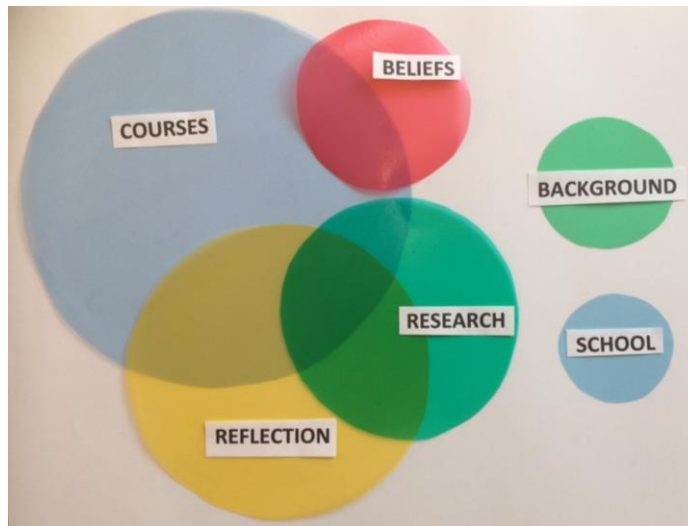 BELIEFS
COURSES
BACKGROUND
RESEARCH
SCHOOL
REFLECTION